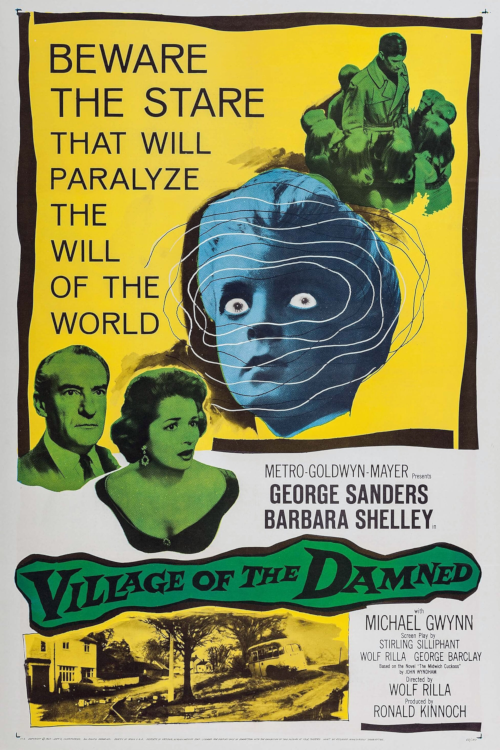 BEWARE
THE STARE
THAT WILL
PARALYZE
THE
WILL
OF THE
WORLD
METRO-GOLDWYN-MAYER Presents
GEORGE SANDERS
BARBARA SHELLEY in
VILLAGE OF THE DAMNED
with
MICHAEL GWYNN
Screen Play by
STIRLING SILLIPHANT
WOLF RILLA GEORGE BARCLAY
Based on the Novel "The Midwich Cuckoos"
by JOHN WYNDHAM
Directed by
WOLF RILLA
Produced by
RONALD KINNOCH